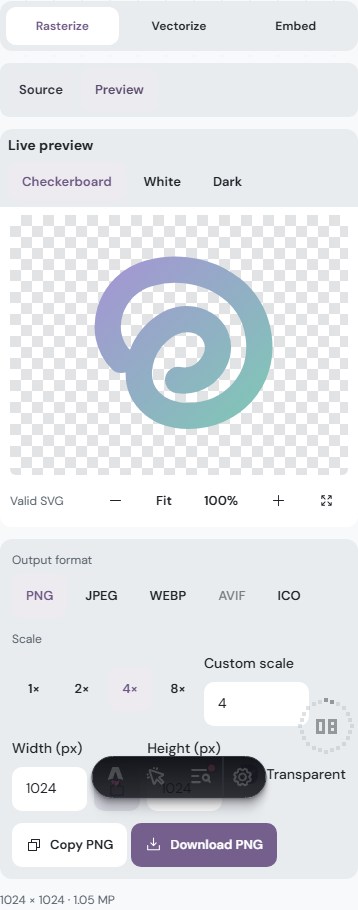 Rasterize Vectorize Embed
Source Preview
Live preview
Checkerboard White Dark
Valid SVG Fit 100%
Output format
PNG JPEG WEBP AVIF ICO
Scale
Custom scale
1× 2× 4× 8× 4
08
Width (px) Height (px)
Transparent
1024 1024
Copy PNG Download PNG
1024 × 1024 · 1.05 MP